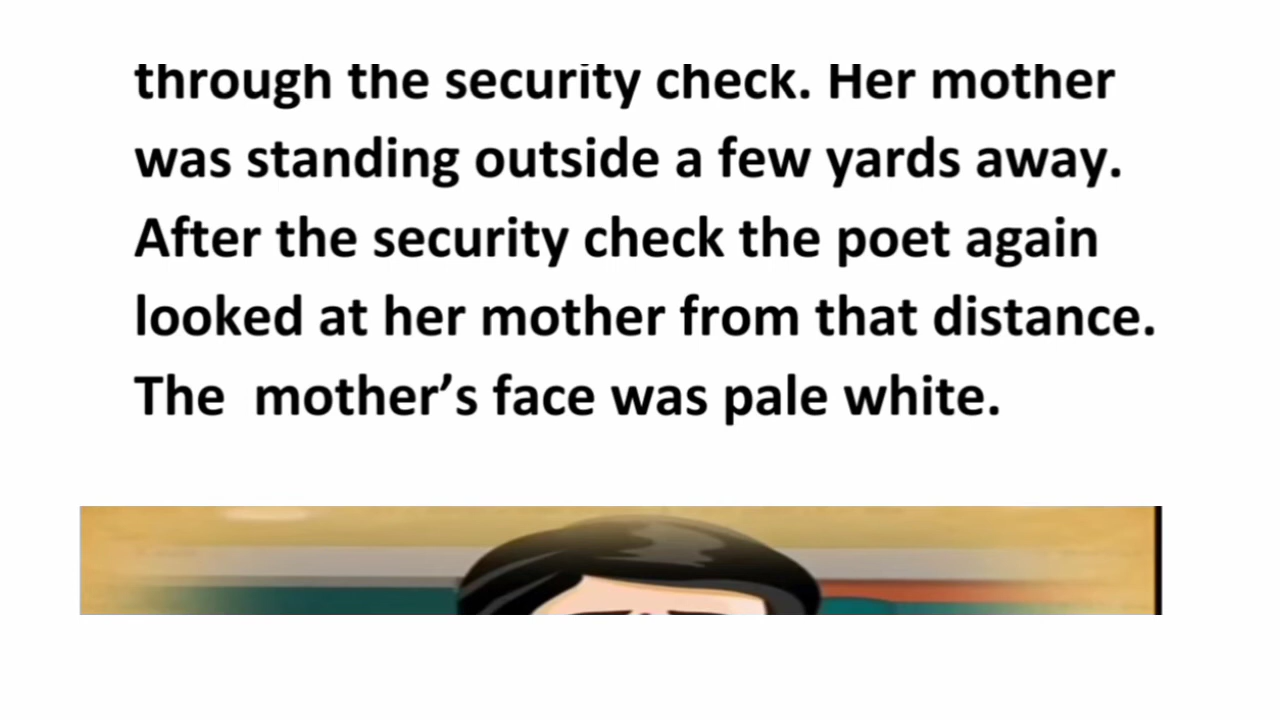 through the security check. Her mother
was standing outside a few yards away.
After the security check the poet again
looked at her mother from that distance.
The  mother’s face was pale white.